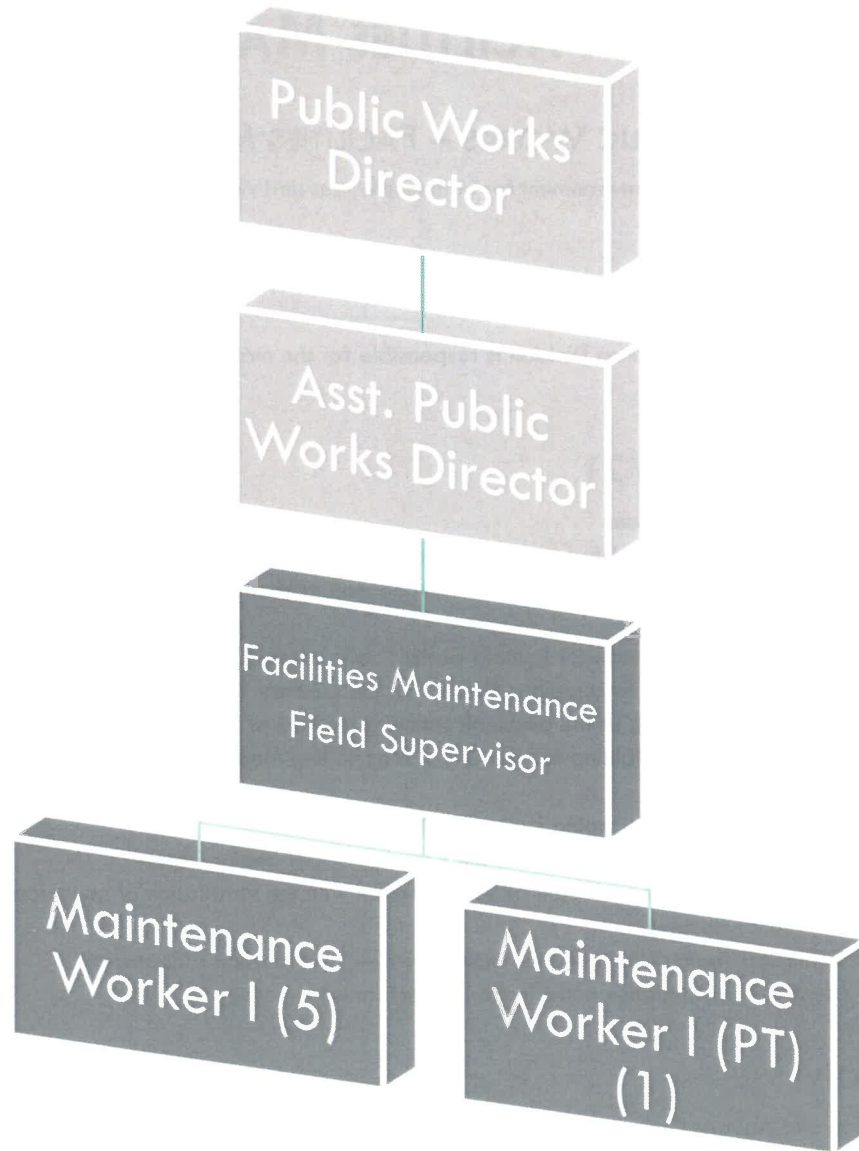 Public Works
Director
Asst. Public
Works Director
Facilities Maintenance
Field Supervisor
Maintenance
Worker I (5)
Maintenance
Worker I (PT)
(1)